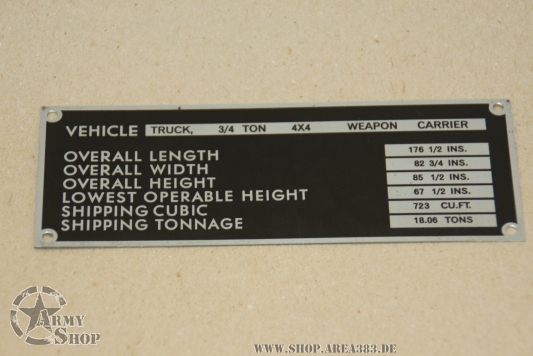 VEHICLE TRUCK, 3/4 TON 4X4 WEAPON CARRIER
OVERALL LENGTH 176 1/2 INS.
OVERALL WIDTH 82 3/4 INS.
OVERALL HEIGHT 85 1/2 INS.
LOWEST OPERABLE HEIGHT 67 1/2 INS.
SHIPPING CUBIC 723 CU.FT.
SHIPPING TONNAGE 18.06 TONS
ARMY
SHOP
WWW.SHOP.AREA383.DE